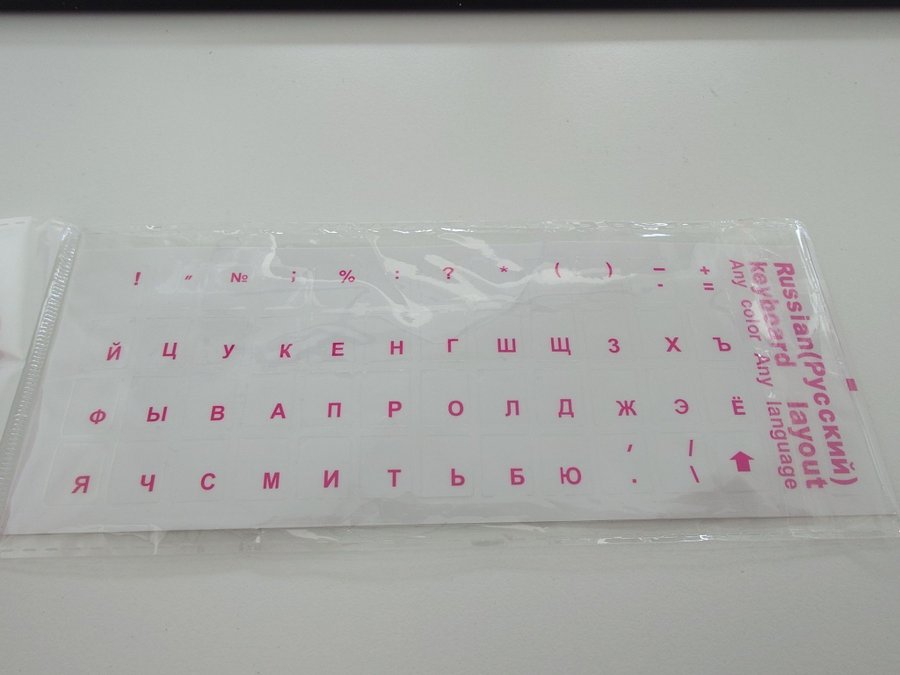 ! " № ; % : ? * ( ) - +
- =
Й Ц У К Е Н Г Ш Щ З Х Ъ
Ф Ы В А П Р О Л Д Ж Э Ё
, /
Я Ч С М И Т Ь Б Ю . \
Russian(Русский)
keyboard layout
Any color Any language